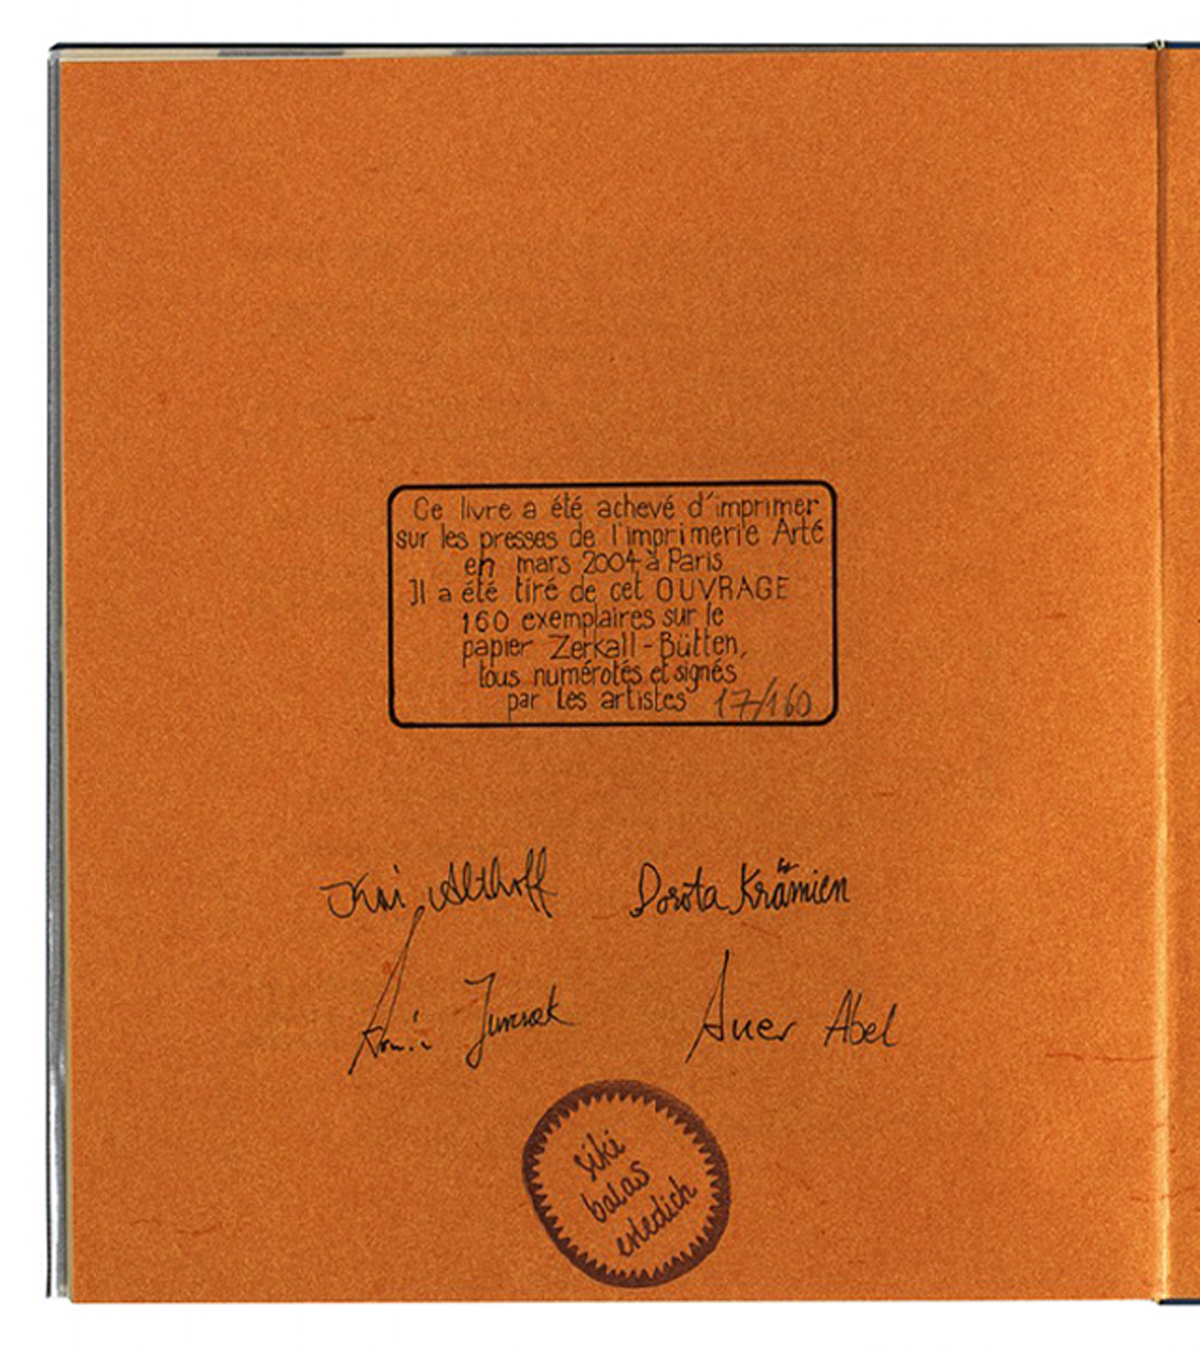 Ce livre a été achevé d'imprimer
sur les presses de l'imprimerie Arté
en mars 2004 à Paris
Il a été tiré de cet OUVRAGE
160 exemplaires sur le
papier Zerkall-Bütten,
tous numérotés et signés
par les artistes 17/160
Kai Althoff Dorota Krämien
Auer Abel
siki
balas